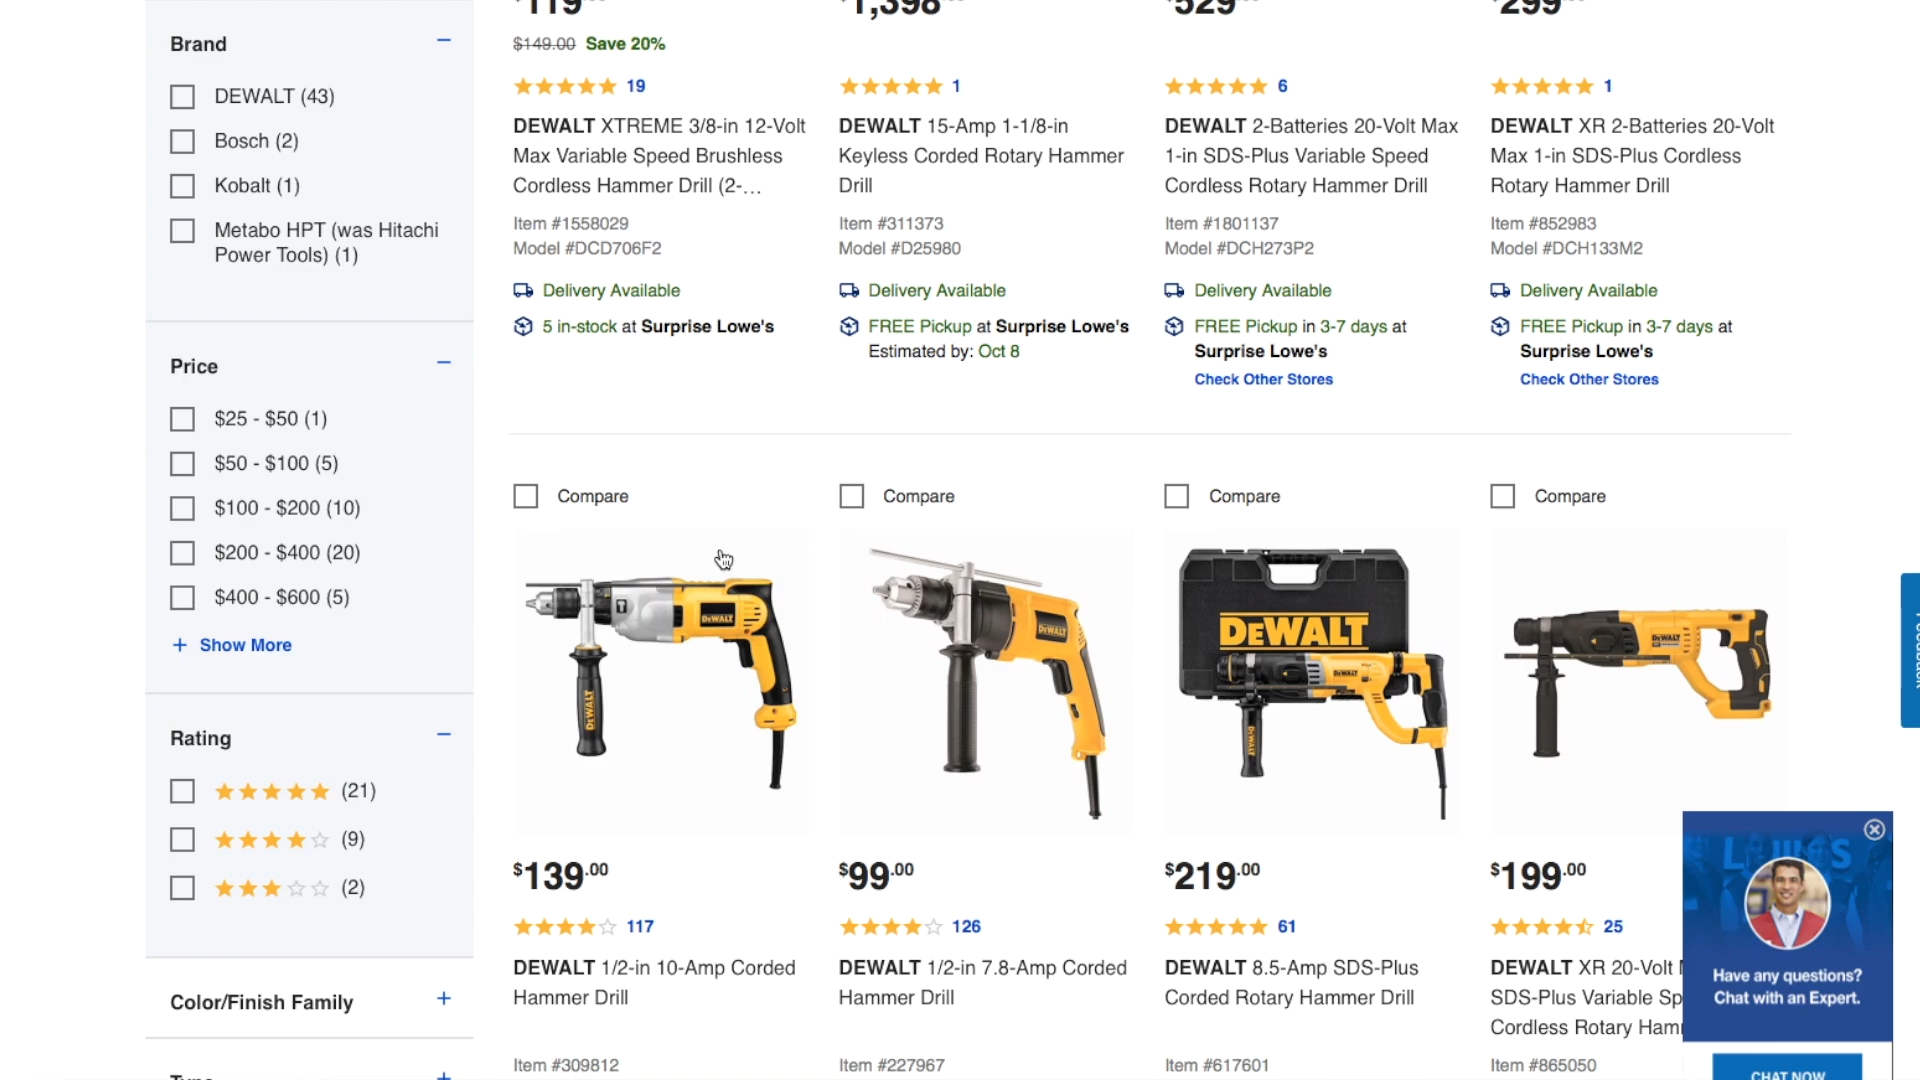 Brand
DEWALT (43)
Bosch (2)
Kobalt (1)
Metabo HPT (was Hitachi
Power Tools) (1)
Price
$25 - $50 (1)
$50 - $100 (5)
$100 - $200 (10)
$200 - $400 (20)
$400 - $600 (5)
+ Show More
Rating
(21)
(9)
(2)
Color/Finish Family
$149.00 Save 20%
19
DEWALT XTREME 3/8-in 12-Volt
Max Variable Speed Brushless
Cordless Hammer Drill (2-...
Item #1558029
Model #DCD706F2
Delivery Available
5 in-stock at Surprise Lowe's
1
DEWALT 15-Amp 1-1/8-in
Keyless Corded Rotary Hammer
Drill
Item #311373
Model #D25980
Delivery Available
FREE Pickup at Surprise Lowe's
Estimated by: Oct 8
6
DEWALT 2-Batteries 20-Volt Max
1-in SDS-Plus Variable Speed
Cordless Rotary Hammer Drill
Item #1801137
Model #DCH273P2
Delivery Available
FREE Pickup in 3-7 days at
Surprise Lowe's
Check Other Stores
1
DEWALT XR 2-Batteries 20-Volt
Max 1-in SDS-Plus Cordless
Rotary Hammer Drill
Item #852983
Model #DCH133M2
Delivery Available
FREE Pickup in 3-7 days at
Surprise Lowe's
Check Other Stores
Compare
DEWALT
DEWALT
$139.00
117
DEWALT 1/2-in 10-Amp Corded
Hammer Drill
Item #309812
Compare
DEWALT
$99.00
126
DEWALT 1/2-in 7.8-Amp Corded
Hammer Drill
Item #227967
Compare
DEWALT
DEWALT
DEWALT
$219.00
61
DEWALT 8.5-Amp SDS-Plus
Corded Rotary Hammer Drill
Item #617601
Compare
DEWALT
$199.00
25
DEWALT XR 20-Volt
SDS-Plus Variable
Cordless Rotary
Item #865050
LOWE'S
Have any questions?
Chat with an Expert.
CHAT NOW